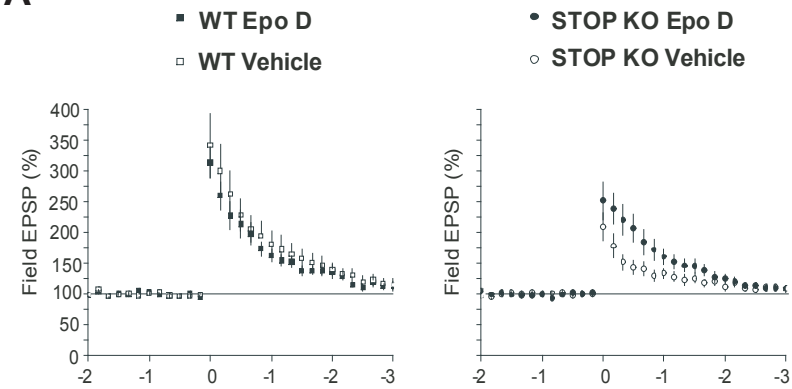 A
WT Epo D
WT Vehicle
STOP KO Epo D
STOP KO Vehicle
Field EPSP (%)
400
350
300
250
200
150
100
50
0
-2 -1 0 -1 -2 -3
Field EPSP (%)
-2 -1 0 -1 -2 -3